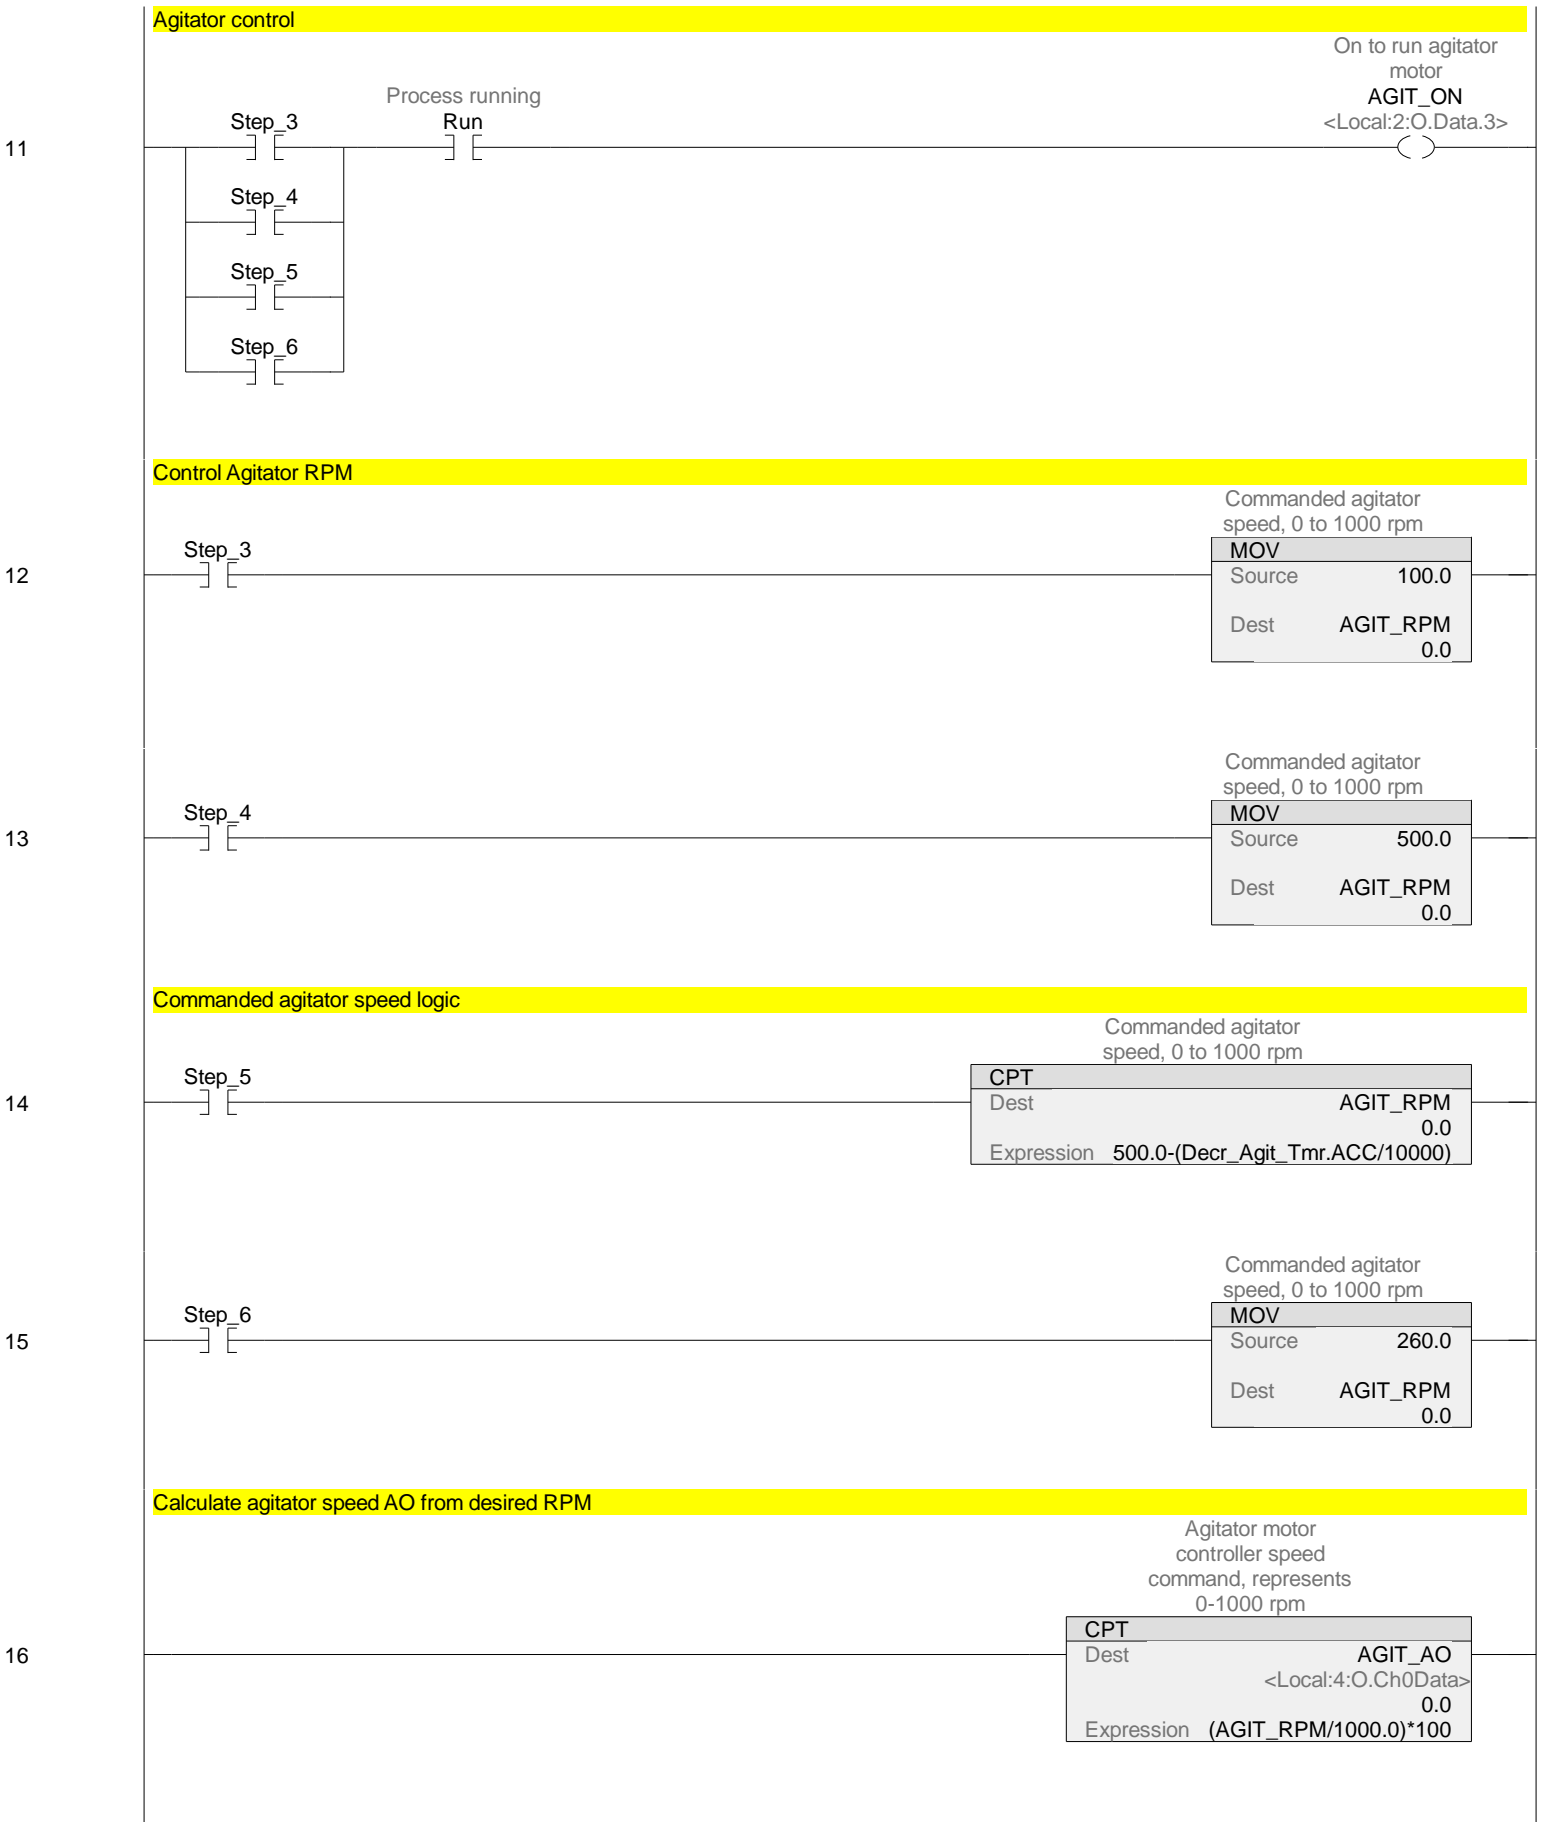 Agitator control
On to run agitator
motor
AGIT_ON
<Local:2:O.Data.3>
Process running
Run
Step_3
11
Step_4
Step_5
Step_6
Control Agitator RPM
Commanded agitator
speed, 0 to 1000 rpm
Step_3
MOV
12
Source 100.0
Dest AGIT_RPM
0.0
Commanded agitator
speed, 0 to 1000 rpm
Step_4
MOV
13
Source 500.0
Dest AGIT_RPM
0.0
Commanded agitator speed logic
Commanded agitator
speed, 0 to 1000 rpm
Step_5
CPT
14
Dest AGIT_RPM
0.0
Expression 500.0-(Decr_Agit_Tmr.ACC/10000)
Commanded agitator
speed, 0 to 1000 rpm
Step_6
MOV
15
Source 260.0
Dest AGIT_RPM
0.0
Calculate agitator speed AO from desired RPM
Agitator motor
controller speed
command, represents
0-1000 rpm
CPT
16
Dest AGIT_AO
<Local:4:O.Ch0Data>
0.0
Expression (AGIT_RPM/1000.0)*100